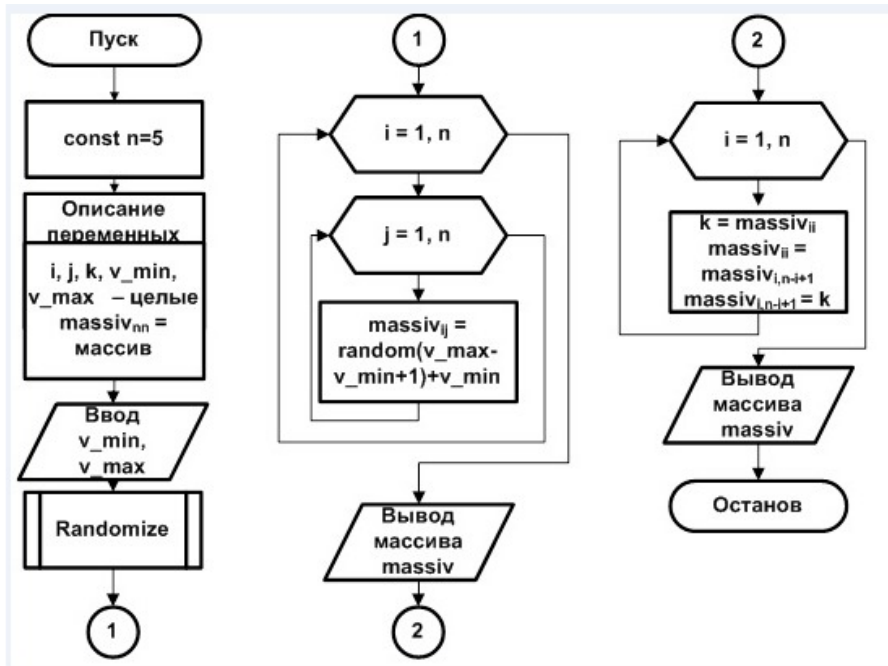 Пуск
const n=5
Описание
переменных
i, j, k, v_min,
v_max – целые
massivnn =
массив
Ввод
v_min,
v_max
Randomize
1
1
i = 1, n
j = 1, n
massivij =
random(v_max-
v_min+1)+v_min
Вывод
массива
massiv
2
2
i = 1, n
k = massivii
massivii =
massivi,n-i+1
massivi,n-i+1 = k
Вывод
массива
massiv
Останов